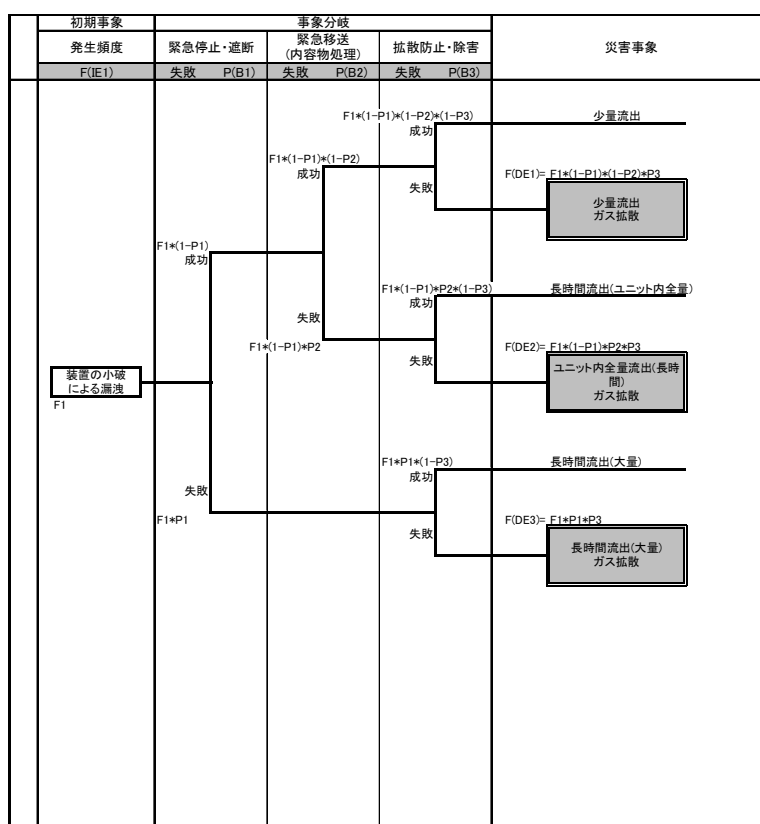 初期事象 事象分岐
発生頻度 緊急停止・遮断 緊急移送 拡散防止・除害 災害事象
(内容物処理)
F(IE1) 失敗 P(B1) 失敗 P(B2) 失敗 P(B3)
F1*(1-P1)*(1-P2)*(1-P3) 少量流出
成功
F1*(1-P1)*(1-P2)
成功
F(DE1)= F1*(1-P1)*(1-P2)*P3
失敗
少量流出
ガス拡散
F1*(1-P1)
成功
F1*(1-P1)*P2*(1-P3) 長時間流出(ユニット内全量)
成功
失敗
F1*(1-P1)*P2
F(DE2)= F1*(1-P1)*P2*P3
失敗
ユニット内全量流出(長時
間)
ガス拡散
装置の小破
による漏洩
F1
F1*P1*(1-P3) 長時間流出(大量)
成功
失敗
F1*P1
F(DE3)= F1*P1*P3
失敗
長時間流出(大量)
ガス拡散